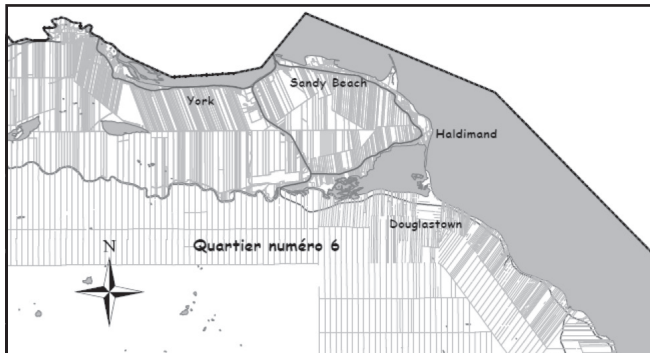 Sandy Beach
York
Haldimand
Douglastown
Quartier numéro 6
N